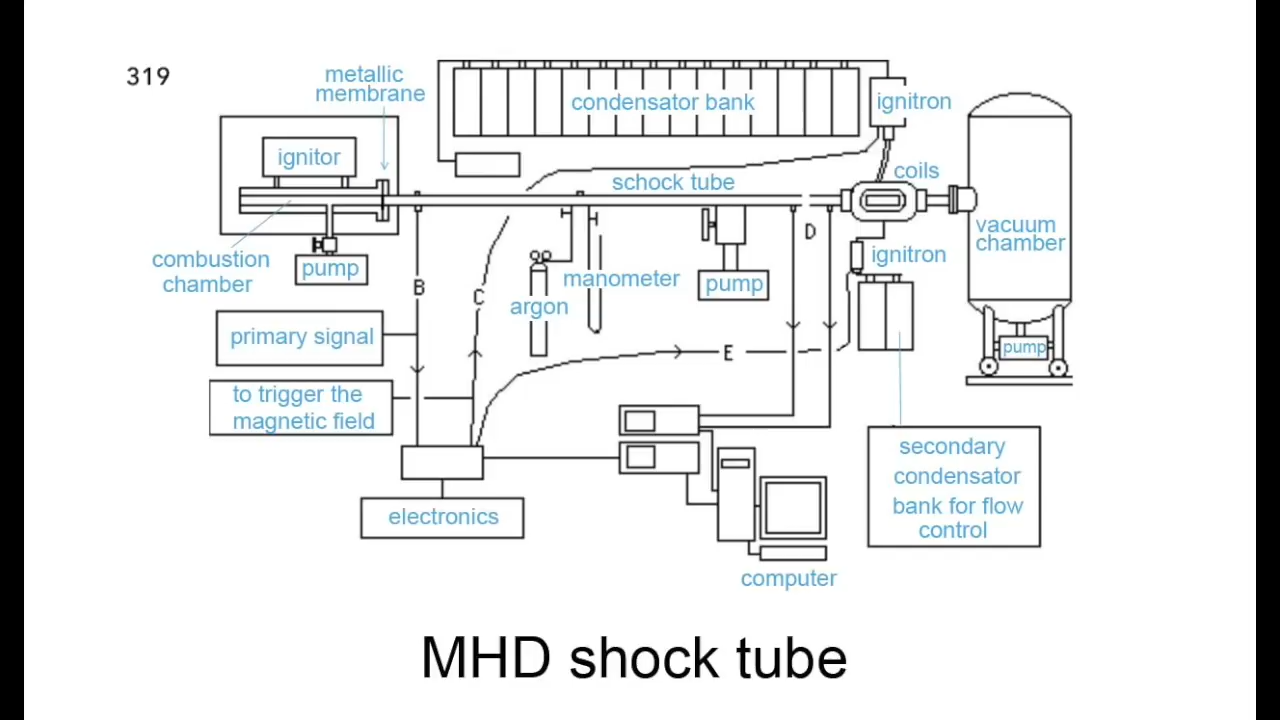 319
metallic
membrane
condensator bank
ignitron
ignitor
schock tube
coils
combustion
chamber
pump
B
C
argon
manometer
pump
D
ignitron
vacuum
chamber
primary signal
E
pump
to trigger the
magnetic field
secondary
condensator
bank for flow
control
electronics
computer
MHD shock tube